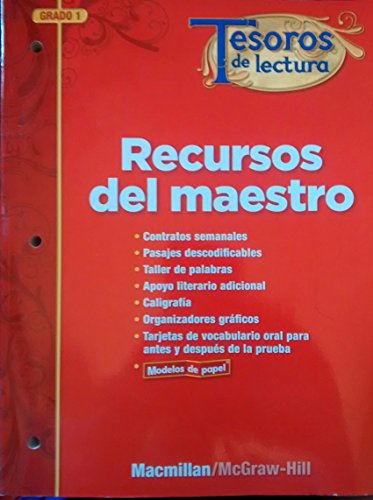 GRADO 1
Tesoros
de lectura
Recursos
del maestro
• Contratos semanales
• Pasajes descodificables
• Taller de palabras
• Apoyo literario adicional
• Caligrafía
• Organizadores gráficos
• Tarjetas de vocabulario oral para
antes y después de la prueba
• Modelos de papel
Macmillan/McGraw-Hill